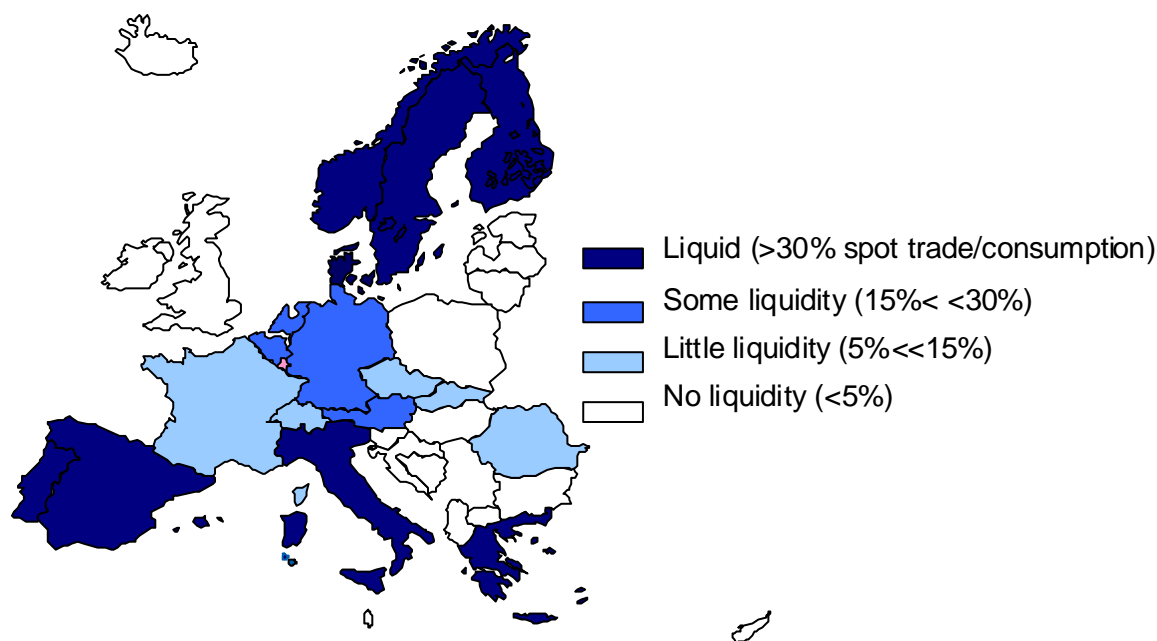 Liquid (>30% spot trade/consumption)
Some liquidity (15%< <30%)
Little liquidity (5%<<15%)
No liquidity (<5%)